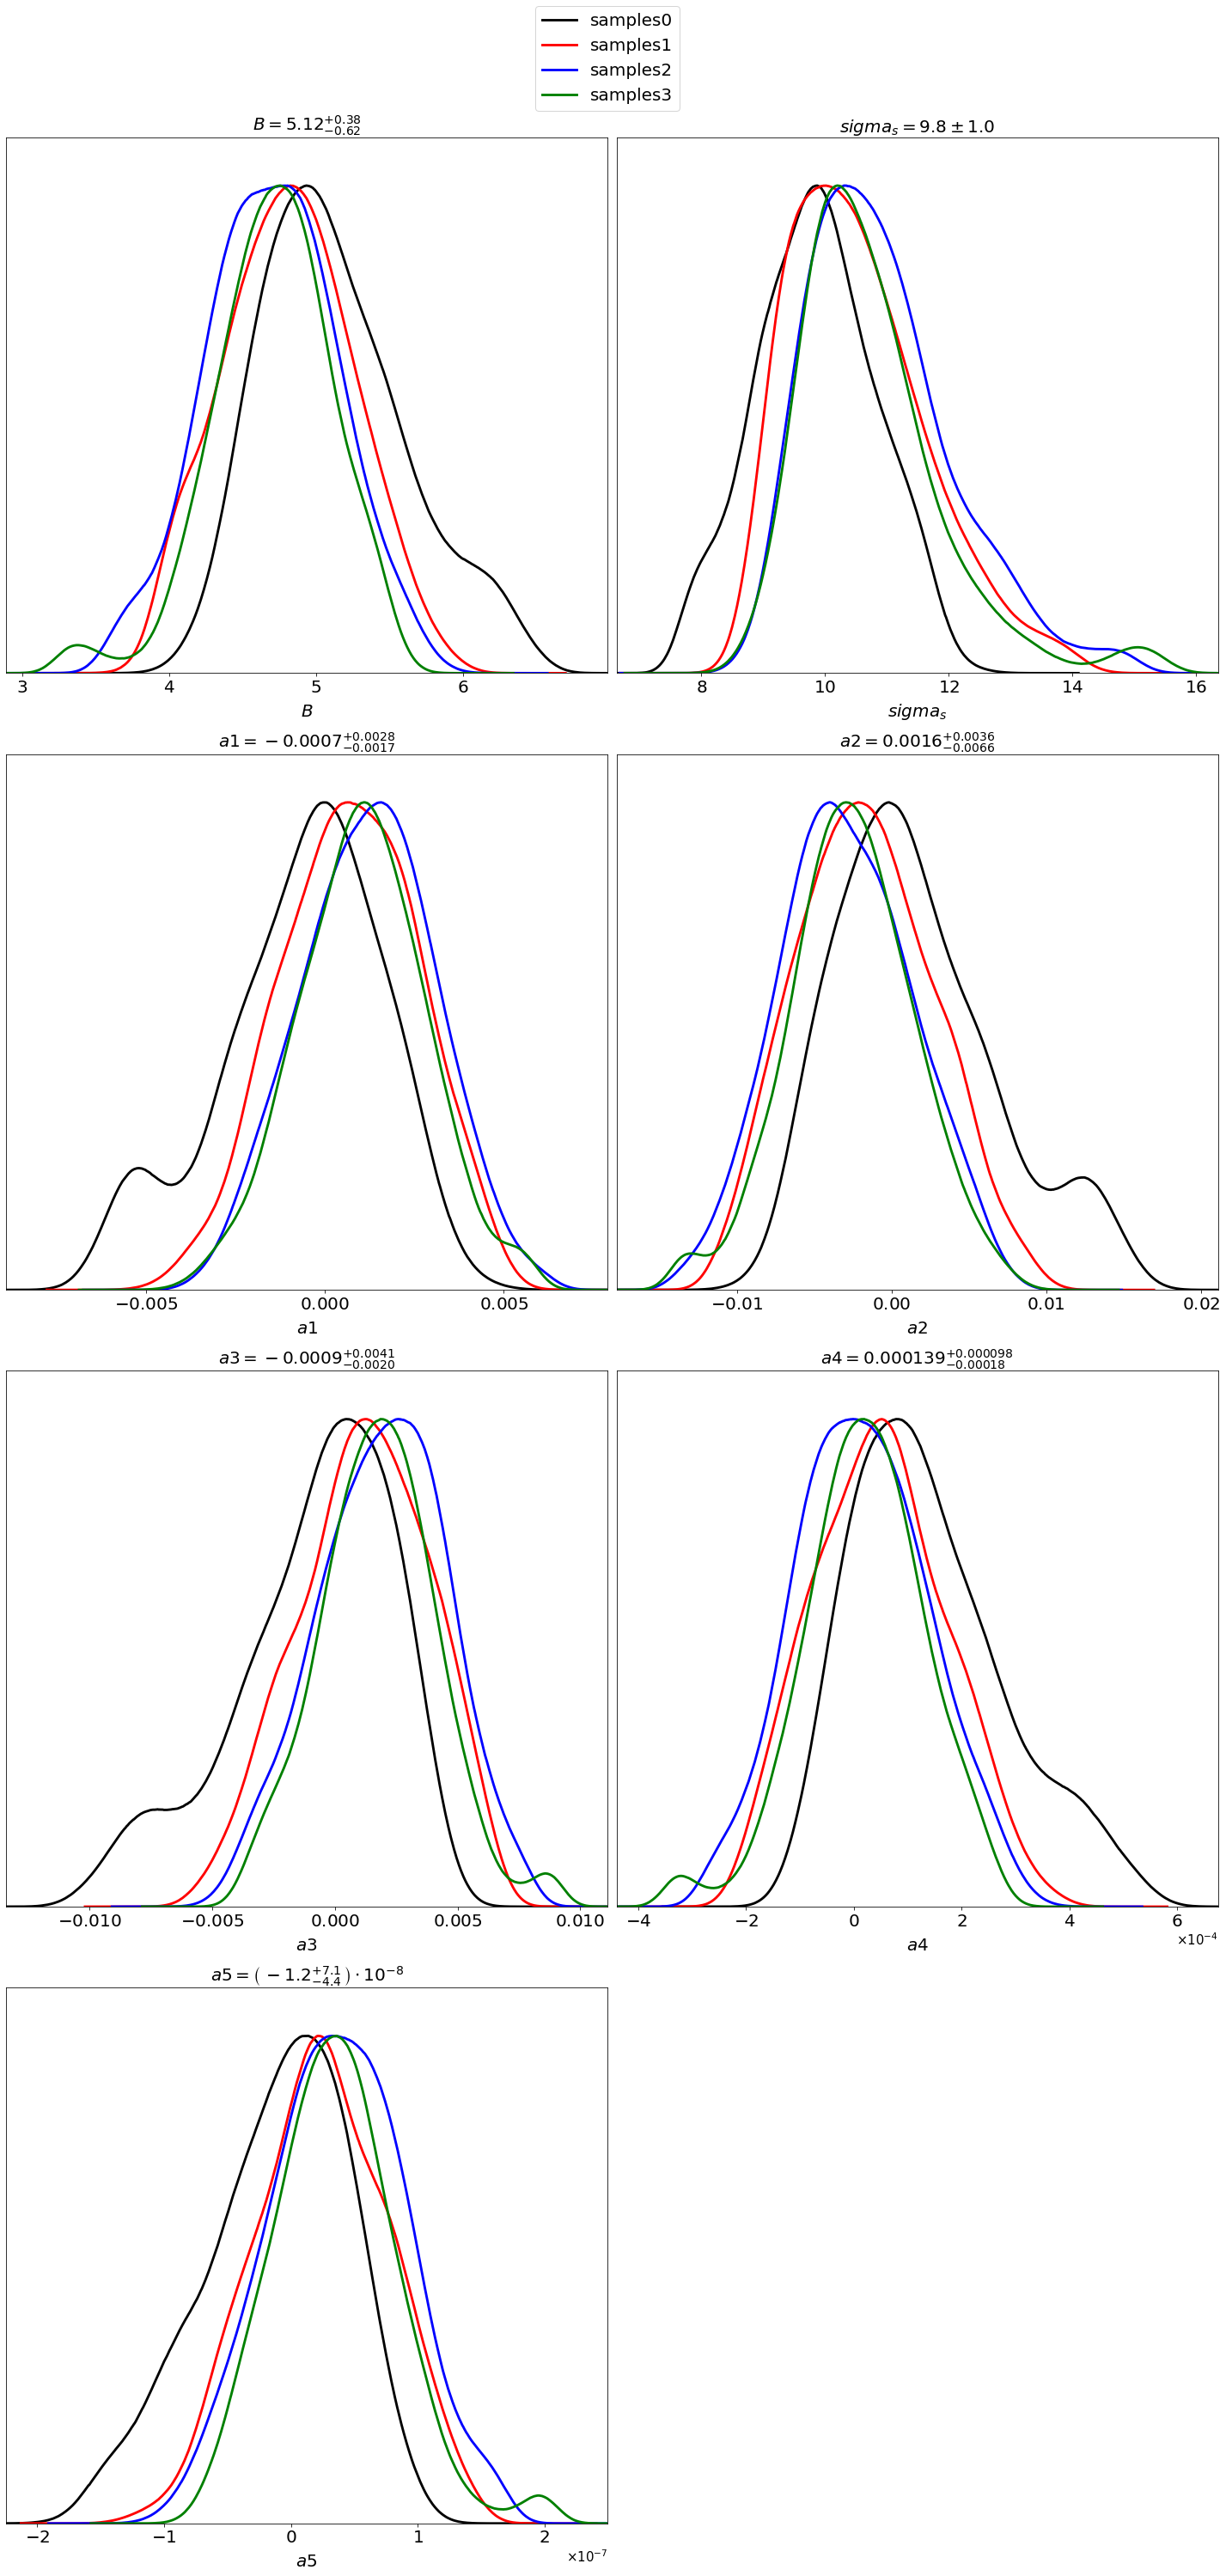 samples0
samples1
samples2
samples3
B = 5.12^{+0.38}_{-0.62}
sigma_s = 9.8 ± 1.0
3 4 5 6
8 10 12 14 16
B
sigma_s
a1 = −0.0007^{+0.0028}_{-0.0017}
a2 = 0.0016^{+0.0036}_{-0.0066}
−0.005 0.000 0.005
−0.01 0.00 0.01 0.02
a1
a2
a3 = −0.0009^{+0.0041}_{-0.0020}
a4 = 0.000139^{+0.000098}_{-0.00018}
−0.010 −0.005 0.000 0.005 0.010
−4 −2 0 2 4 6
×10^{−4}
a3
a4
a5 = (−1.2^{+7.1}_{-4.4}) · 10^{−8}
−2 −1 0 1 2
×10^{−7}
a5